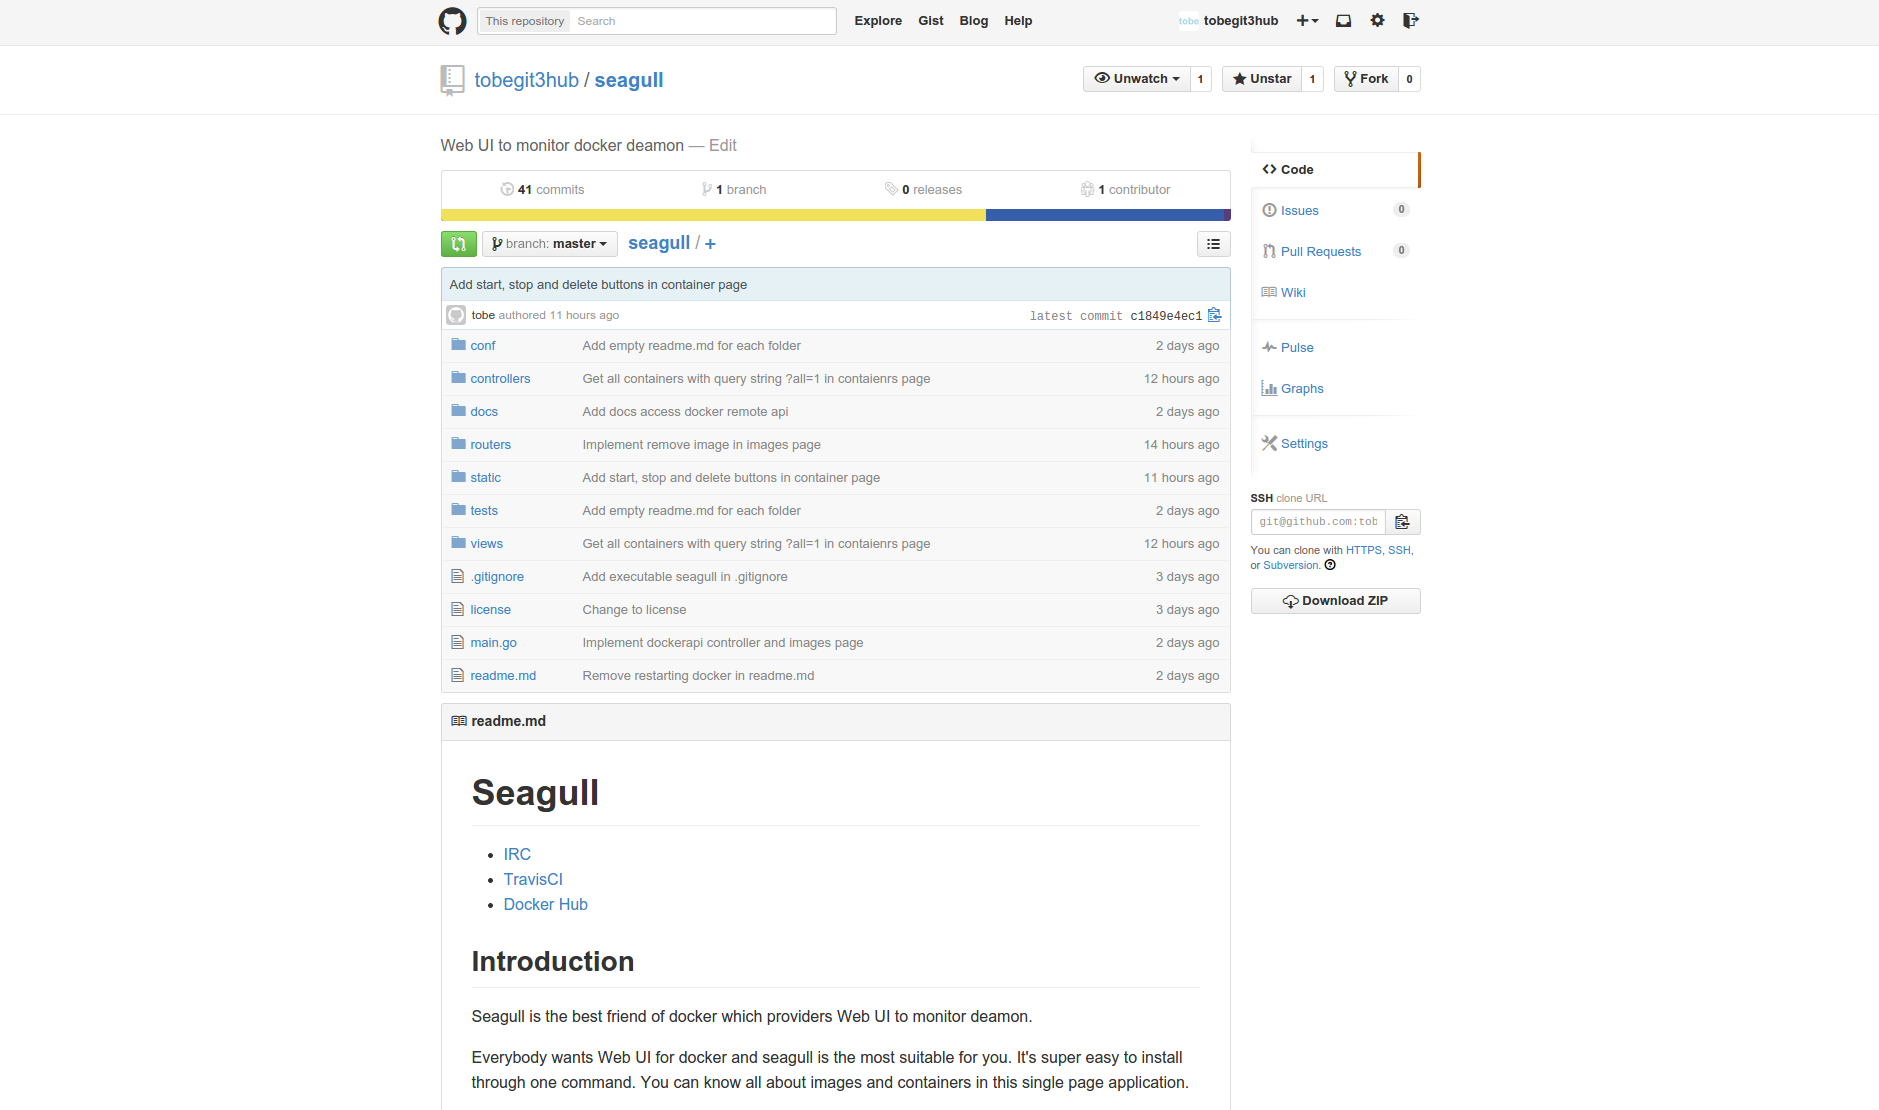 This repository Search Explore Gist Blog Help tobe tobegit3hub
tobegit3hub / seagull Unwatch 1 Unstar 1 Fork 0
Web UI to monitor docker deamon — Edit
41 commits 1 branch 0 releases 1 contributor
branch: master seagull / +
Add start, stop and delete buttons in container page
tobe authored 11 hours ago latest commit c1849e4ec1
conf Add empty readme.md for each folder 2 days ago
controllers Get all containers with query string ?all=1 in contaienrs page 12 hours ago
docs Add docs access docker remote api 2 days ago
routers Implement remove image in images page 14 hours ago
static Add start, stop and delete buttons in container page 11 hours ago
tests Add empty readme.md for each folder 2 days ago
views Get all containers with query string ?all=1 in contaienrs page 12 hours ago
.gitignore Add executable seagull in .gitignore 3 days ago
license Change to license 3 days ago
main.go Implement dockerapi controller and images page 2 days ago
readme.md Remove restarting docker in readme.md 2 days ago
readme.md
Seagull
IRC
TravisCI
Docker Hub
Introduction
Seagull is the best friend of docker which providers Web UI to monitor deamon.
Everybody wants Web UI for docker and seagull is the most suitable for you. It's super easy to install
through one command. You can know all about images and containers in this single page application.
Code
Issues 0
Pull Requests 0
Wiki
Pulse
Graphs
Settings
SSH clone URL
git@github.com:tob
You can clone with HTTPS, SSH,
or Subversion.
Download ZIP